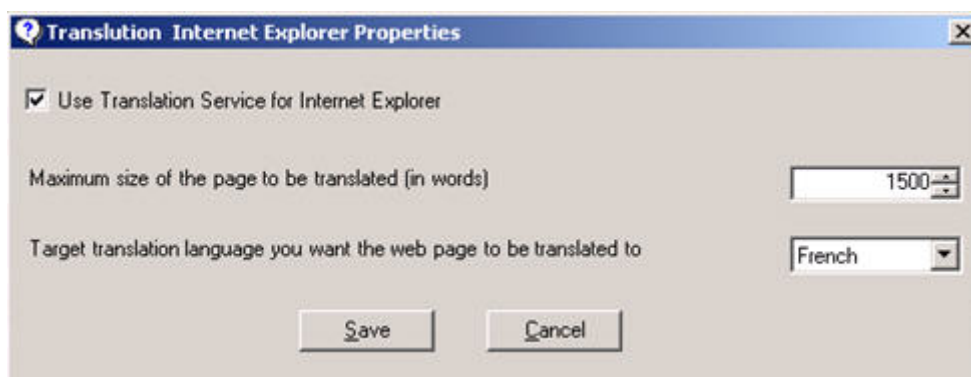 Translution Internet Explorer Properties
Use Translation Service for Internet Explorer
Maximum size of the page to be translated (in words)
1500
Target translation language you want the web page to be translated to
French
Save
Cancel